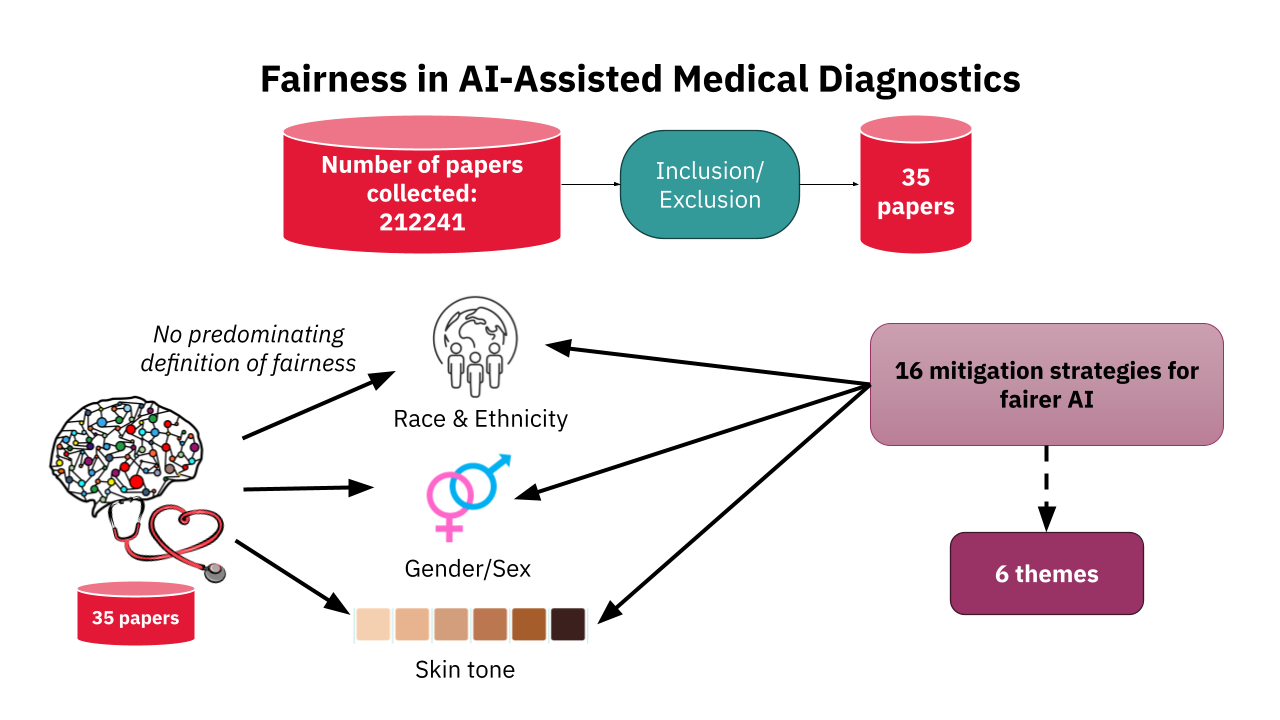 Fairness in AI-Assisted Medical Diagnostics
Number of papers
collected:
212241
Inclusion/
Exclusion
35
papers
No predominating
definition of fairness
Race & Ethnicity
Gender/Sex
Skin tone
35 papers
16 mitigation strategies for
fairer AI
6 themes